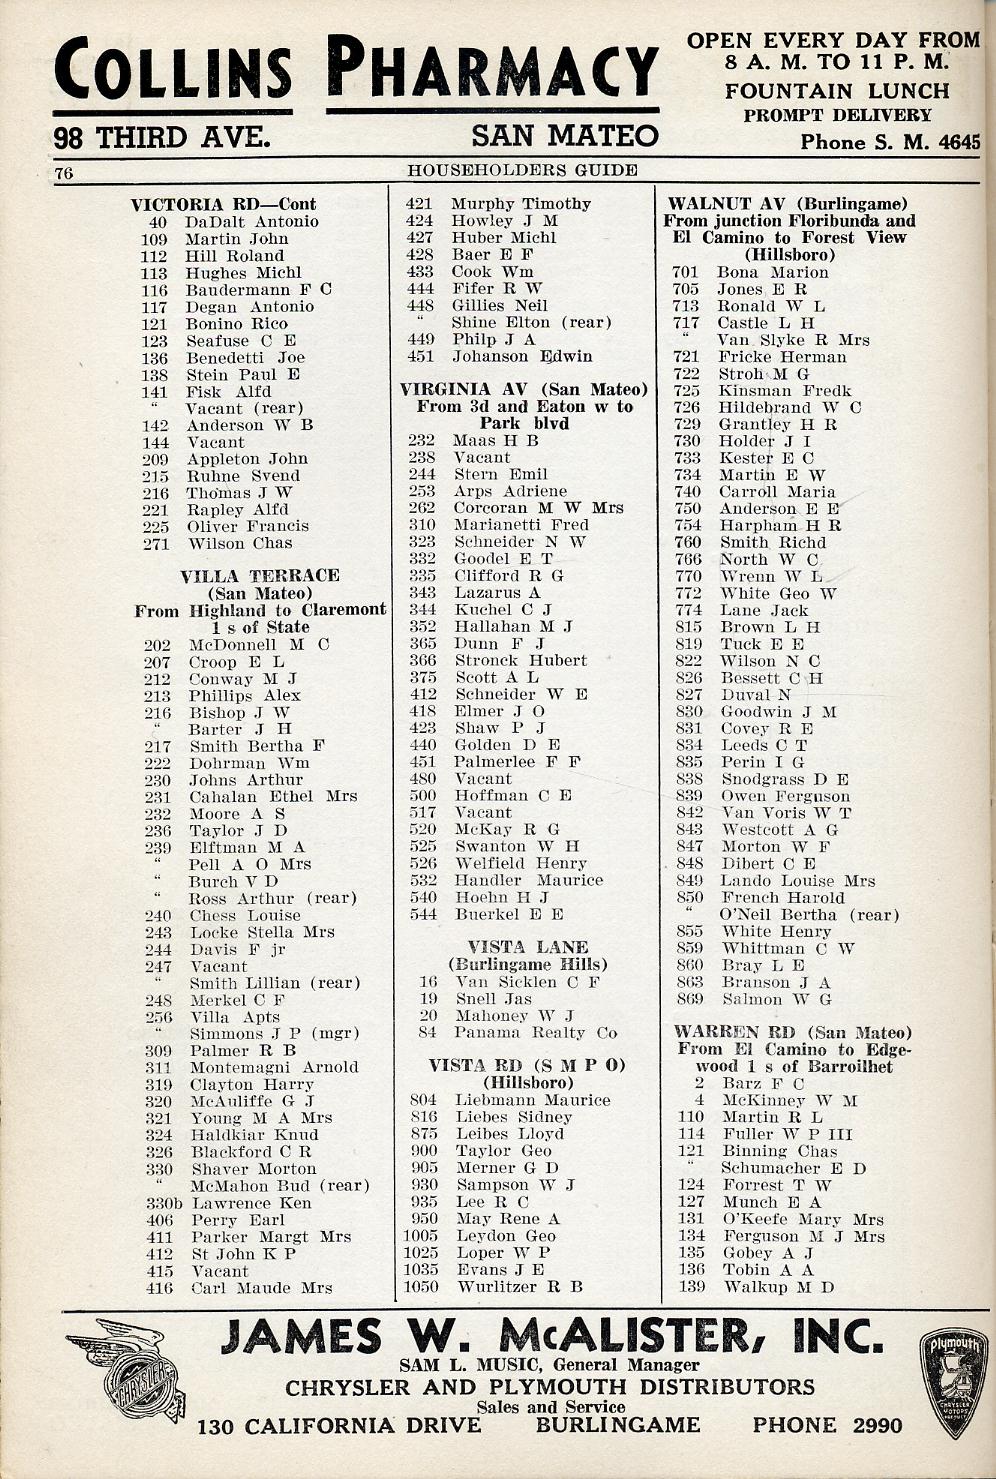 COLLINS PHARMACY
98 THIRD AVE. SAN MATEO
OPEN EVERY DAY FROM
8 A. M. TO 11 P. M.
FOUNTAIN LUNCH
PROMPT DELIVERY
Phone S. M. 4645
76 HOUSEHOLDERS GUIDE
VICTORIA RD—Cont
40 DaDalt Antonio
109 Martin John
112 Hill Roland
113 Hughes Michl
116 Baudermann F C
117 Degan Antonio
121 Bonino Rico
123 Seafuse C E
136 Benedetti Joe
138 Stein Paul E
141 Fisk Alfd
" Vacant (rear)
142 Anderson W B
144 Vacant
209 Appleton John
215 Ruhne Svend
216 Thomas J W
221 Rapley Alfd
225 Oliver Francis
271 Wilson Chas
VILLA TERRACE
(San Mateo)
From Highland to Claremont
1 s of State
202 McDonnell M C
207 Croop E L
212 Conway M J
213 Phillips Alex
216 Bishop J W
" Barter J H
217 Smith Bertha F
222 Dohrman Wm
230 Johns Arthur
231 Cahalan Ethel Mrs
232 Moore A S
236 Taylor J D
239 Elftman M A
" Pell A O Mrs
" Burch V D
" Ross Arthur (rear)
240 Chess Louise
243 Locke Stella Mrs
244 Davis F jr
247 Vacant
" Smith Lillian (rear)
248 Merkel C F
256 Villa Apts
" Simmons J P (mgr)
309 Palmer R B
311 Montemagni Arnold
319 Clayton Harry
320 McAuliffe G J
321 Young M A Mrs
324 Haldkiar Knud
326 Blackford C R
330 Shaver Morton
" McMahon Bud (rear)
330b Lawrence Ken
406 Perry Earl
411 Parker Margt Mrs
412 St John K P
415 Vacant
416 Carl Maude Mrs
421 Murphy Timothy
424 Howley J M
427 Huber Michl
428 Baer E F
433 Cook Wm
444 Fifer R W
448 Gillies Neil
" Shine Elton (rear)
449 Philp J A
451 Johanson Edwin
VIRGINIA AV (San Mateo)
From 3d and Eaton w to
Park blvd
232 Maas H B
238 Vacant
244 Stern Emil
253 Arps Adriene
262 Corcoran M W Mrs
310 Marianetti Fred
323 Schneider N W
332 Goodel E T
335 Clifford R G
343 Lazarus A
344 Kuchel C J
352 Hallahan M J
365 Dunn F J
366 Stronck Hubert
375 Scott A L
412 Schneider W E
418 Elmer J O
423 Shaw P J
440 Golden D E
451 Palmerlee F F
480 Vacant
500 Hoffman C E
517 Vacant
520 McKay R G
525 Swanton W H
526 Welfield Henry
532 Handler Maurice
540 Hoehn H J
544 Buerkel E E
VISTA LANE
(Burlingame Hills)
16 Van Sicklen C F
19 Snell Jas
20 Mahoney W J
84 Panama Realty Co
VISTA RD (S M P O)
(Hillsboro)
804 Liebmann Maurice
816 Liebes Sidney
875 Leibes Lloyd
900 Taylor Geo
905 Merner G D
930 Sampson W J
935 Lee R C
950 May Rene A
1005 Leydon Geo
1025 Loper W P
1035 Evans J E
1050 Wurlitzer R B
WALNUT AV (Burlingame)
From junction Floribunda and
El Camino to Forest View
(Hillsboro)
701 Bona Marion
705 Jones E R
713 Ronald W L
717 Castle L H
" Van Slyke R Mrs
721 Fricke Herman
722 Stroh M G
725 Kinsman Fredk
726 Hildebrand W C
729 Grantley H R
730 Holder J I
733 Kester E C
734 Martin E W
740 Carroll Maria
750 Anderson E E
754 Harpham H R
760 Smith Richd
766 North W C
770 Wrenn W L
772 White Geo W
774 Lane Jack
815 Brown L H
819 Tuck E E
822 Wilson N C
826 Bessett C H
827 Duval N
830 Goodwin J M
831 Covey R E
834 Leeds C T
835 Perin I G
838 Snodgrass D E
839 Owen Ferguson
842 Van Voris W T
843 Westcott A G
847 Morton W F
848 Dibert C E
849 Lando Louise Mrs
850 French Harold
" O'Neil Bertha (rear)
855 White Henry
859 Whittman C W
860 Bray L E
863 Branson J A
869 Salmon W G
WARREN RD (San Mateo)
From El Camino to Edge-
wood 1 s of Barroilhet
2 Barz F C
4 McKinney W M
110 Martin R L
114 Fuller W P III
121 Binning Chas
" Schumacher E D
124 Forrest T W
127 Munch E A
131 O'Keefe Mary Mrs
134 Ferguson M J Mrs
135 Gobey A J
136 Tobin A A
139 Walkup M D
JAMES W. McALISTER, INC.
SAM L. MUSIC, General Manager
CHRYSLER AND PLYMOUTH DISTRIBUTORS
Sales and Service
130 CALIFORNIA DRIVE BURLINGAME PHONE 2990
CHRYSLER
Plymouth
CHRYSLER
MOTORS
PRODUCT